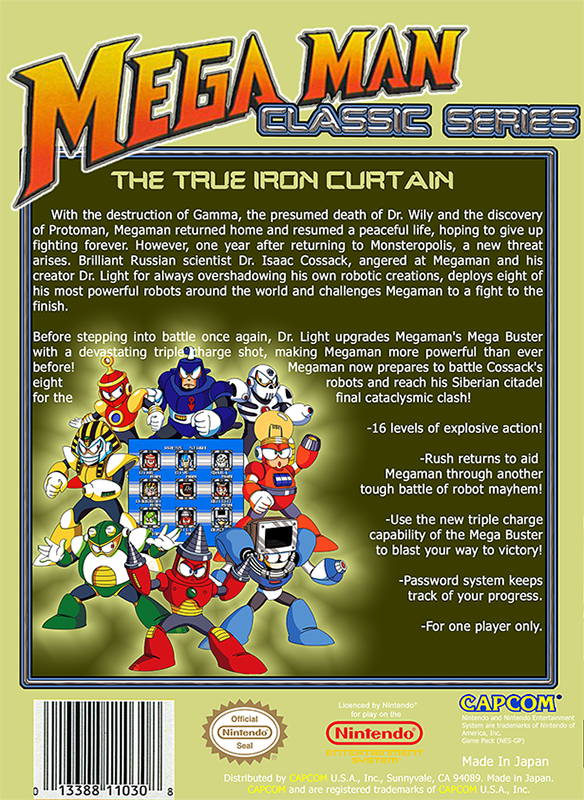 MEGA MAN
CLASSIC SERIES
THE TRUE IRON CURTAIN
With the destruction of Gamma, the presumed death of Dr. Wily and the discovery
of Protoman, Megaman returned home and resumed a peaceful life, hoping to give up
fighting forever. However, one year after returning to Monsteropolis, a new threat
arises. Brilliant Russian scientist Dr. Isaac Cossack, angered at Megaman and his
creator Dr. Light for always overshadowing his own robotic creations, deploys eight of
his most powerful robots around the world and challenges Megaman to a fight to the
finish.
Before stepping into battle once again, Dr. Light upgrades Megaman's Mega Buster
with a devastating triple charge shot, making Megaman more powerful than ever
before! Megaman now prepares to battle Cossack's
eight robots and reach his Siberian citadel
for the final cataclysmic clash!
-16 levels of explosive action!
-Rush returns to aid
Megaman through another
tough battle of robot mayhem!
-Use the new triple charge
capability of the Mega Buster
to blast your way to victory!
-Password system keeps
track of your progress.
-For one player only.
PRESS START
0 13388 11030 8
Official
Nintendo
Seal
Licenced by Nintendo®
for play on the
Nintendo®
ENTERTAINMENT
SYSTEM
CAPCOM®
Nintendo and Nintendo Entertainment
System are trademarks of Nintendo of
America, Inc.
Game Pack (NES-GP)
Made In Japan
Distributed by CAPCOM U.S.A., Inc., Sunnyvale, CA 94089. Made in Japan.
CAPCOM and are registered trademarks of CAPCOM U.S.A., Inc.